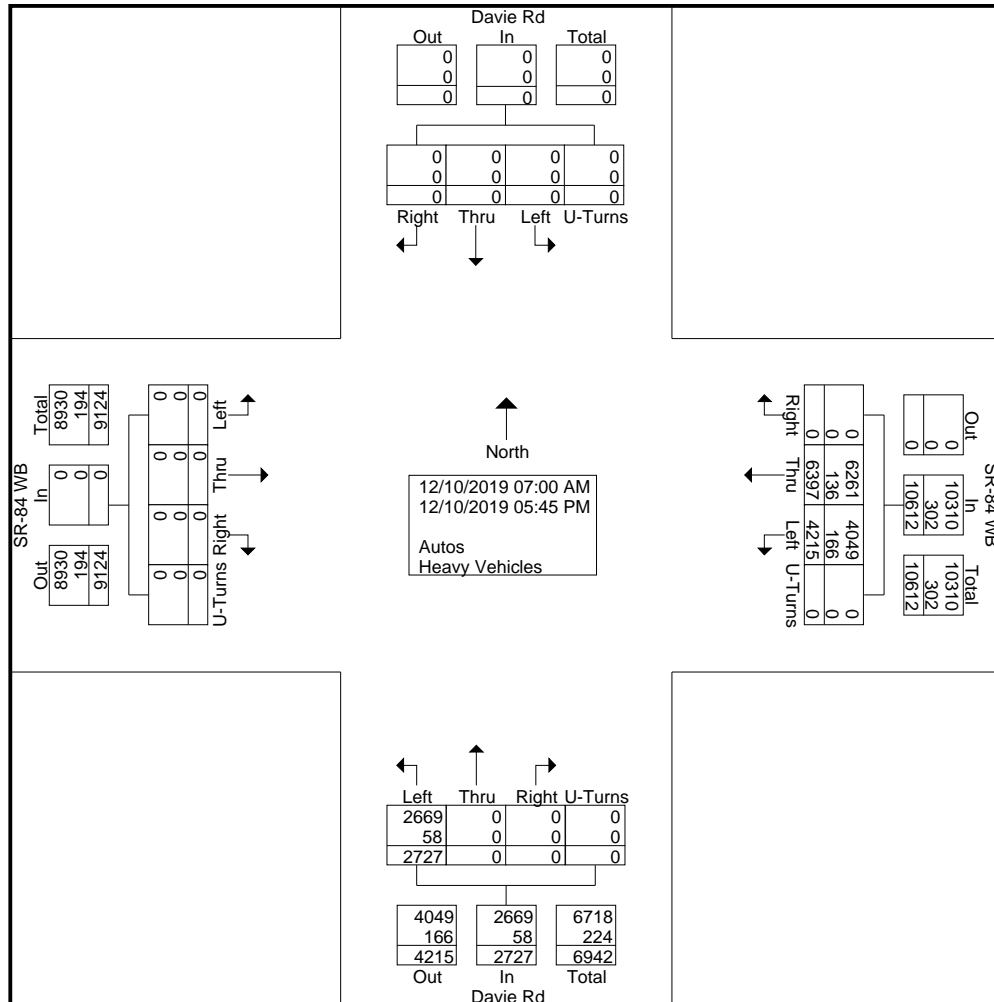 Davie Rd
Out In Total
0 0 0
0 0 0
0 0 0
0 0 0 0
0 0 0 0
0 0 0 0
Right Thru Left U-Turns
SR-84 WB
Total In Out
8930 0 8930
194 0 194
9124 0 9124
Left Thru Right U-Turns
0 0 0 0
0 0 0 0
0 0 0 0
North
12/10/2019 07:00 AM
12/10/2019 05:45 PM
Autos
Heavy Vehicles
Right Thru Left U-Turns
0 6261 4049 0
0 136 166 0
0 6397 4215 0
SR-84 WB
Out In Total
0 10310 10310
0 302 302
0 10612 10612
Left Thru Right U-Turns
2669 0 0 0
58 0 0 0
2727 0 0 0
4049 2669 6718
166 58 224
4215 2727 6942
Out In Total
Davie Rd